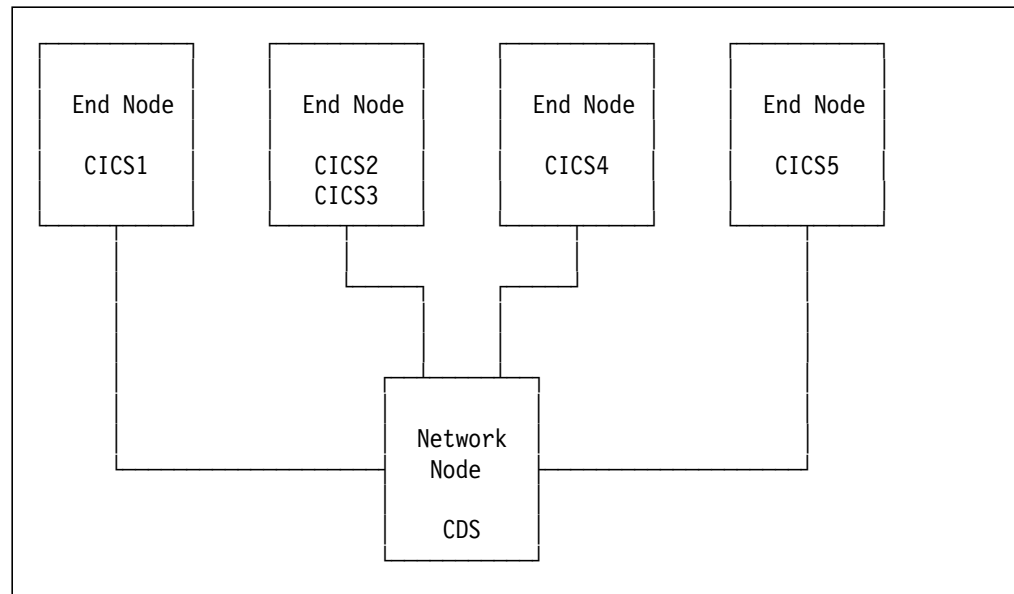 End Node
CICS1
End Node
CICS2
CICS3
End Node
CICS4
End Node
CICS5
Network
Node
CDS